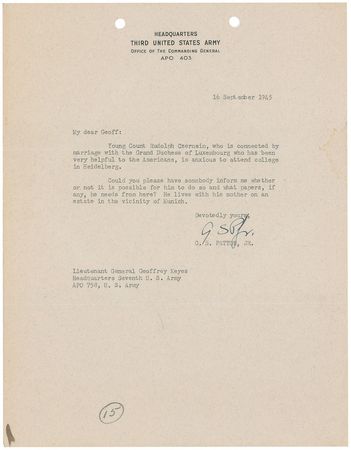 HEADQUARTERS
THIRD UNITED STATES ARMY
OFFICE OF THE COMMANDING GENERAL
APO 403
16 September 1945
My dear Geoff:
Young Count Rudolph Czernain, who is connected by
marriage with the Grand Duchess of Luxembourg who has been
very helpful to the Americans, is anxious to attend college
in Heidelberg.
Could you please have somebody inform me whether
or not it is possible for him to do so and what papers, if
any, he needs from here? He lives with his mother on an
estate in the vicinity of Munich.
Devotedly yours,
G. S. PATTON, JR.
Lieutenant General Geoffrey Keyes
Headquarters Seventh U. S. Army
APO 758, U. S. Army
15